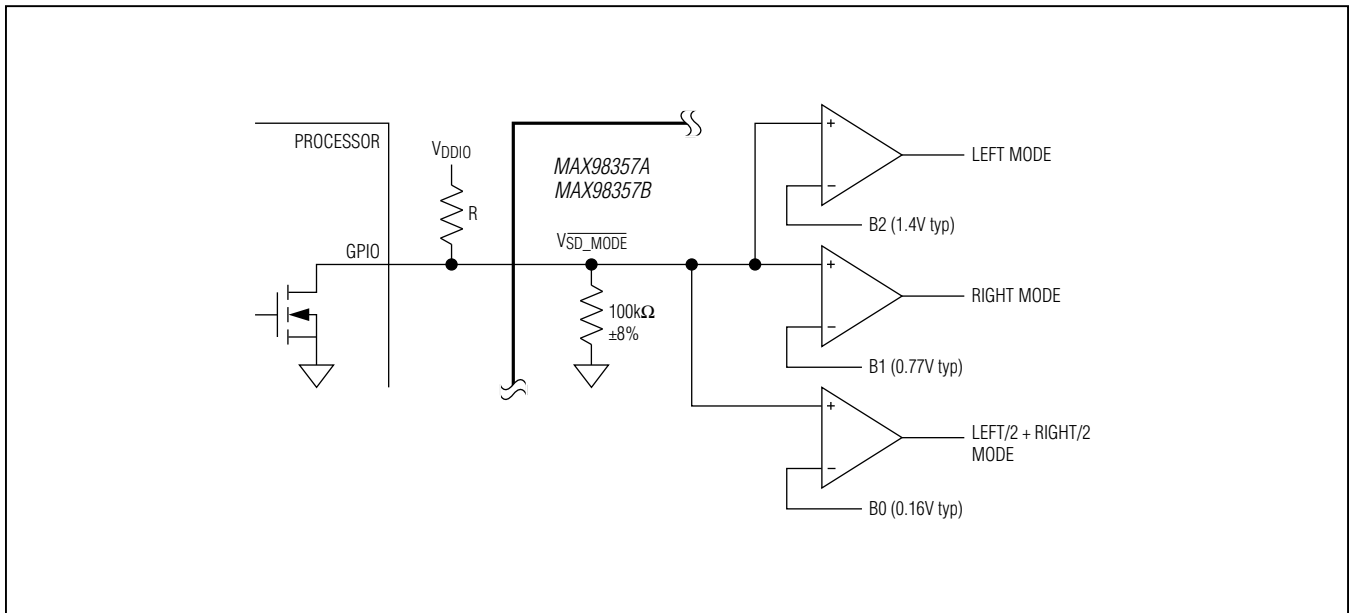 PROCESSOR
VDDIO
R
GPIO
MAX98357A
MAX98357B
VSD_MODE
100kΩ
±8%
+
−
LEFT MODE
B2 (1.4V typ)
+
−
RIGHT MODE
B1 (0.77V typ)
+
−
LEFT/2 + RIGHT/2
MODE
B0 (0.16V typ)